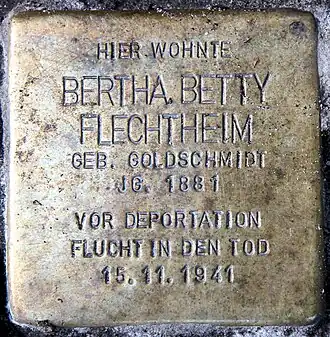 HIER WOHNTE
BERTHA BETTY
FLECHTHEIM
GEB. GOLDSCHMIDT
JG. 1881
VOR DEPORTATION
FLUCHT IN DEN TOD
15.11.1941